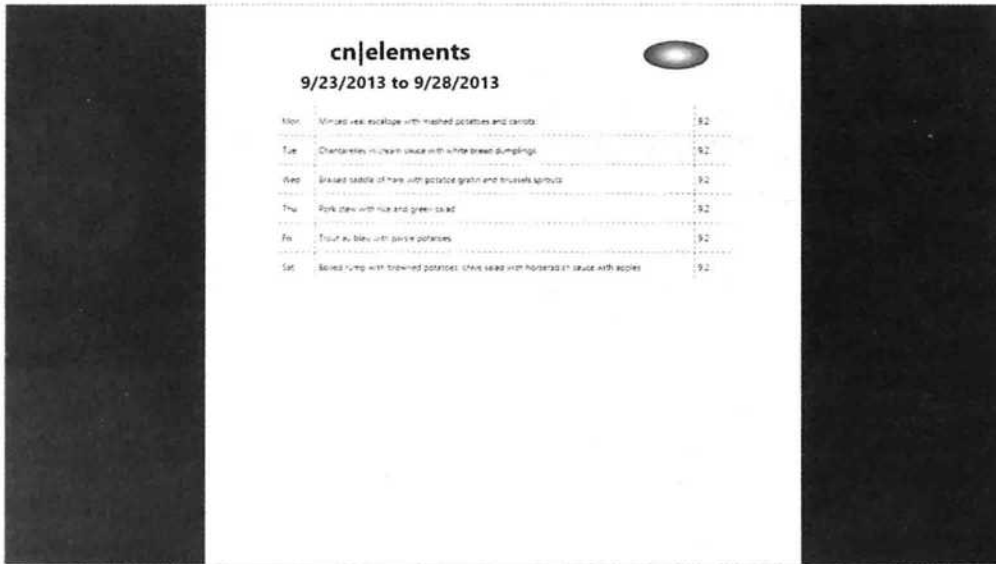 cn|elements
9/23/2013 to 9/28/2013
Mon Minced veal escalope with mashed potatoes and carrots 9.2
Tue Chanterelles in cream sauce with white bread dumplings 9.2
Wed Braised saddle of hare with potatoe gratin and brussels sprouts 9.2
Thu Pork stew with rice and green salad 9.2
Fri Trout au bleu with potatoes 9.2
Sat Boiled rump with browned potatoes, chive salad with horseradish sauce with apples 9.2